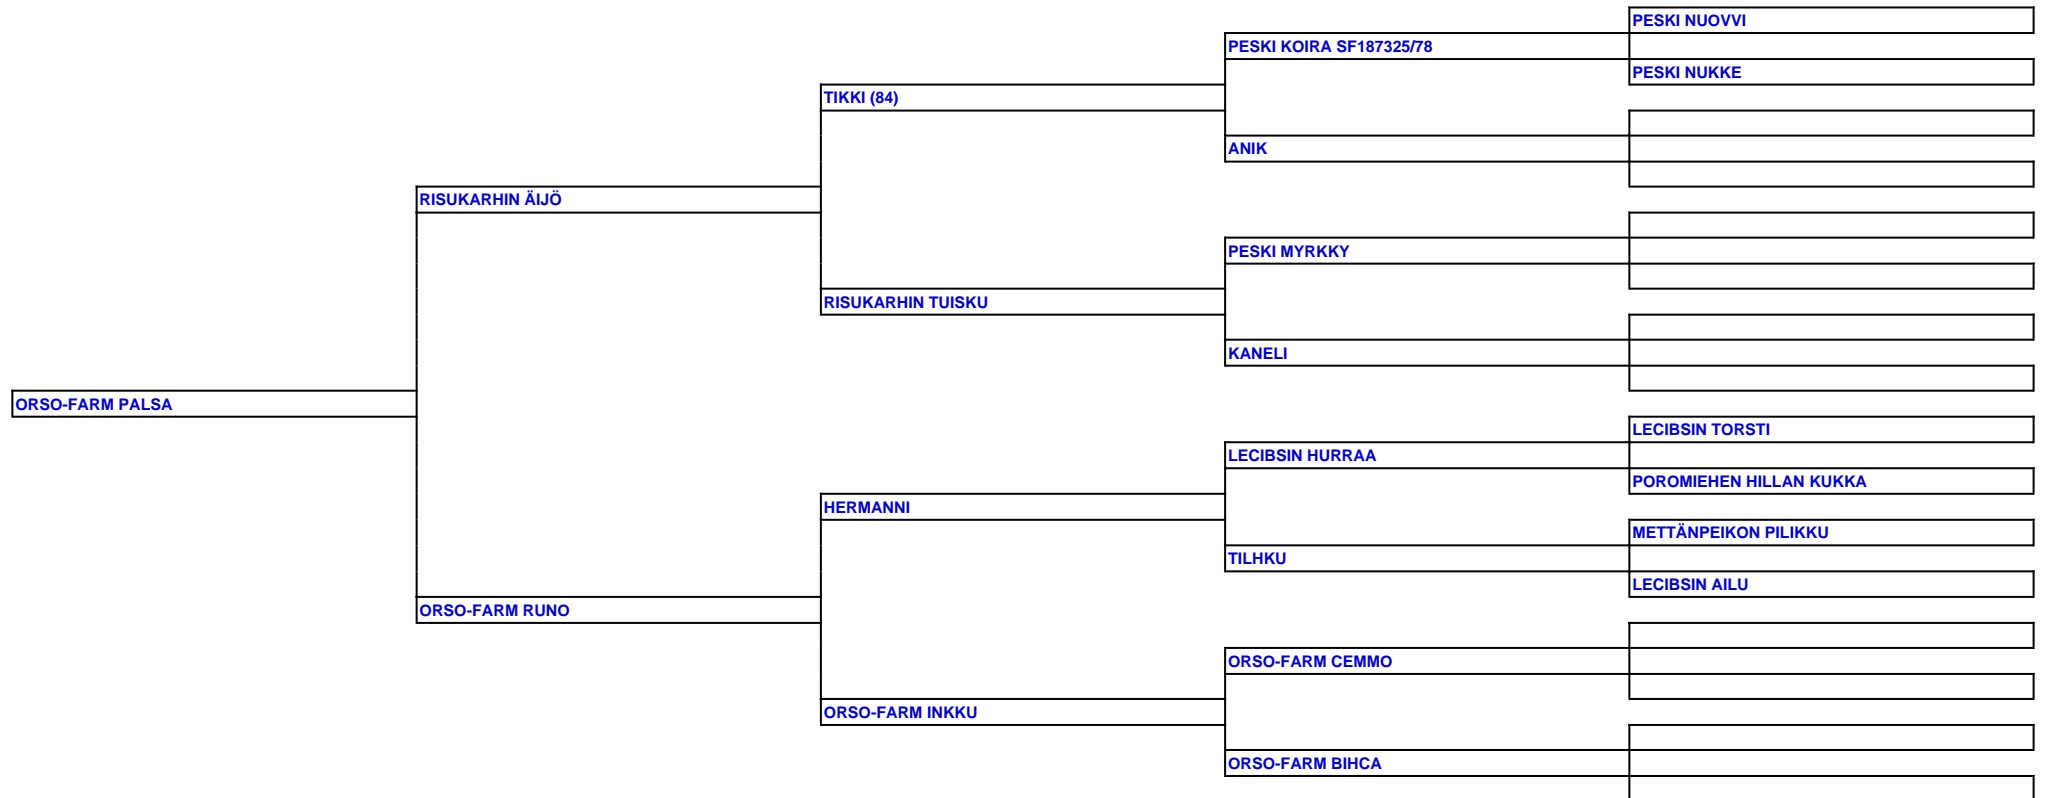 PESKI NUOVVI
PESKI KOIRA SF187325/78
PESKI NUKKE
TIKKI (84)
ANIK
RISUKARHIN ÄIJÖ
PESKI MYRKKY
RISUKARHIN TUISKU
KANELI
ORSO-FARM PALSA
LECIBSIN TORSTI
LECIBSIN HURRAA
POROMIEHEN HILLAN KUKKA
HERMANNI
METTÄNPEIKON PILIKKU
TILHKU
LECIBSIN AILU
ORSO-FARM RUNO
ORSO-FARM CEMMO
ORSO-FARM INKKU
ORSO-FARM BIHCA